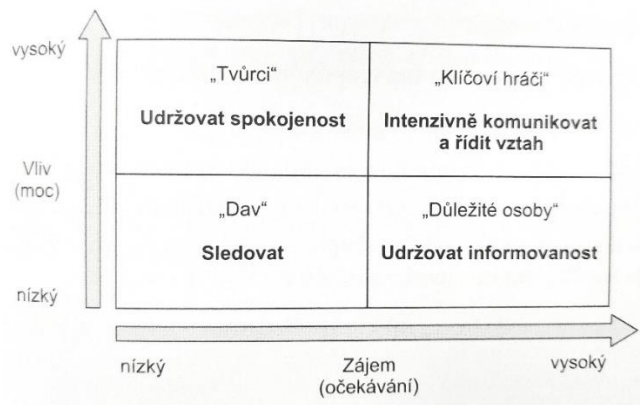 vysoký
„Tvůrci“
Udržovat spokojenost
„Klíčoví hráči“
Intenzivně komunikovat
a řídit vztah
Vliv
(moc)
„Dav“
Sledovat
„Důležité osoby“
Udržovat informovanost
nízký
nízký
Zájem
(očekávání)
vysoký